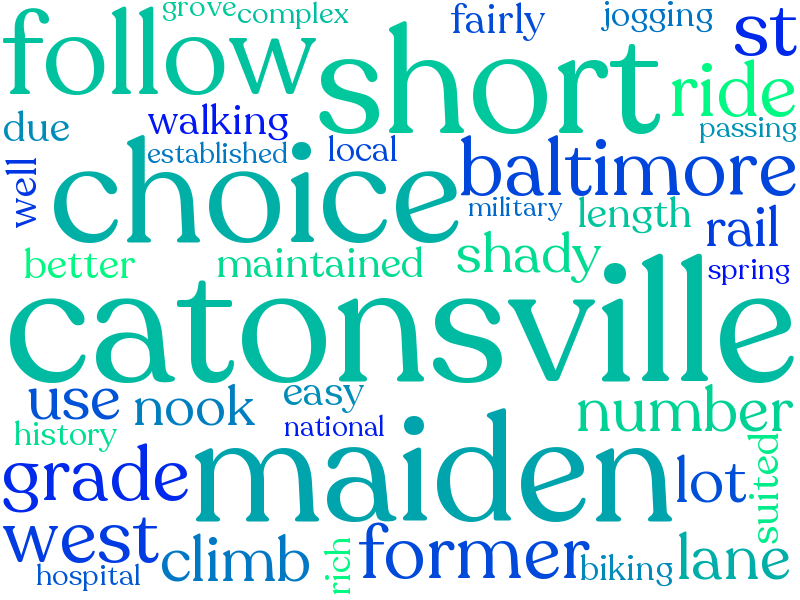 grove complex fairly jogging st
follow short ride
due walking passing
established local
well choice baltimore
military length rail
better maintained shady spring
catonsville
use nook easy number
history national
grade maiden lot suited
west climb former lane
hospital rich biking